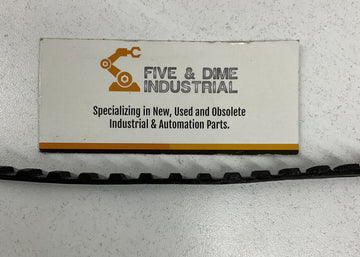 FIVE & DIME
INDUSTRIAL
Specializing in New, Used and Obsolete
Industrial & Automation Parts.